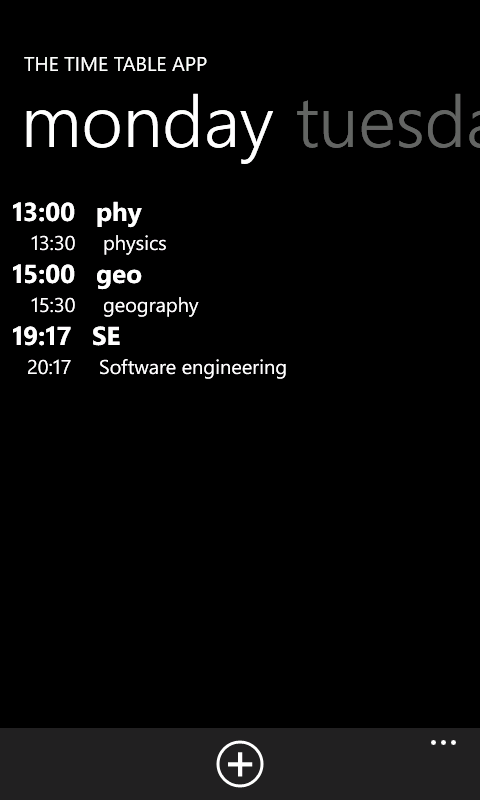 THE TIME TABLE APP
monday tuesda
13:00 phy
13:30 physics
15:00 geo
15:30 geography
19:17 SE
20:17 Software engineering